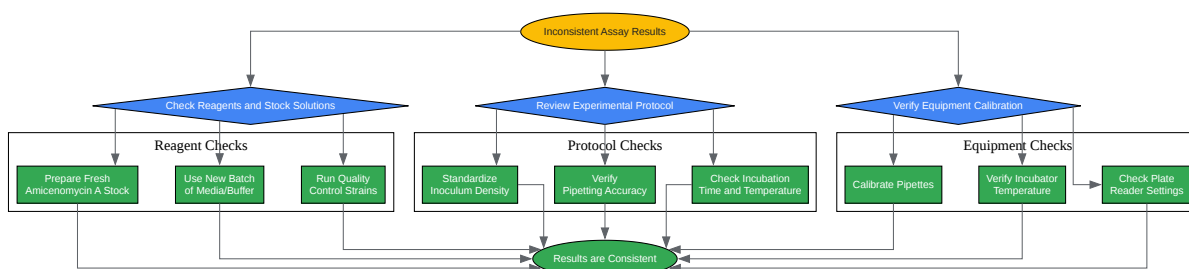 Inconsistent Assay Results
Check Reagents and Stock Solutions
Review Experimental Protocol
Verify Equipment Calibration
Reagent Checks
Prepare Fresh
Amicenomycin A Stock
Use New Batch
of Media/Buffer
Run Quality
Control Strains
Protocol Checks
Standardize
Inoculum Density
Verify
Pipetting Accuracy
Check Incubation
Time and Temperature
Equipment Checks
Calibrate Pipettes
Verify Incubator
Temperature
Check Plate
Reader Settings
Results are Consistent